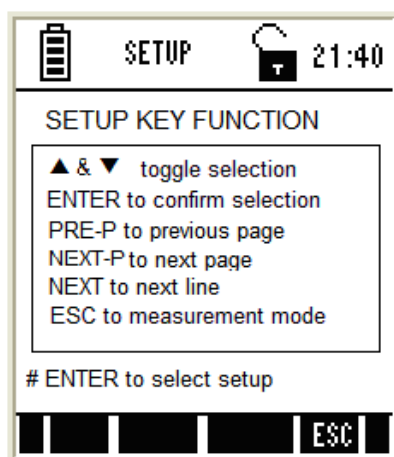 SETUP T 21:40
SETUP KEY FUNCTION
▲ & ▼ toggle selection
ENTER to confirm selection
PRE-P to previous page
NEXT-P to next page
NEXT to next line
ESC to measurement mode
# ENTER to select setup
ESC